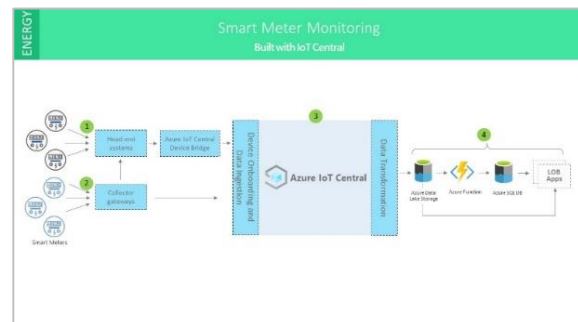 ENERGY
Smart Meter Monitoring
Built with IoT Central
1
Head-end
systems
Azure IoT Central
Device Bridge
2
Collector
gateways
Smart Meters
Device Onboarding and
Data Ingestion
3
Azure IoT Central
Data Transformation
4
Azure Data
Lake Storage
Azure Function
Azure SQL DB
LOB
Apps